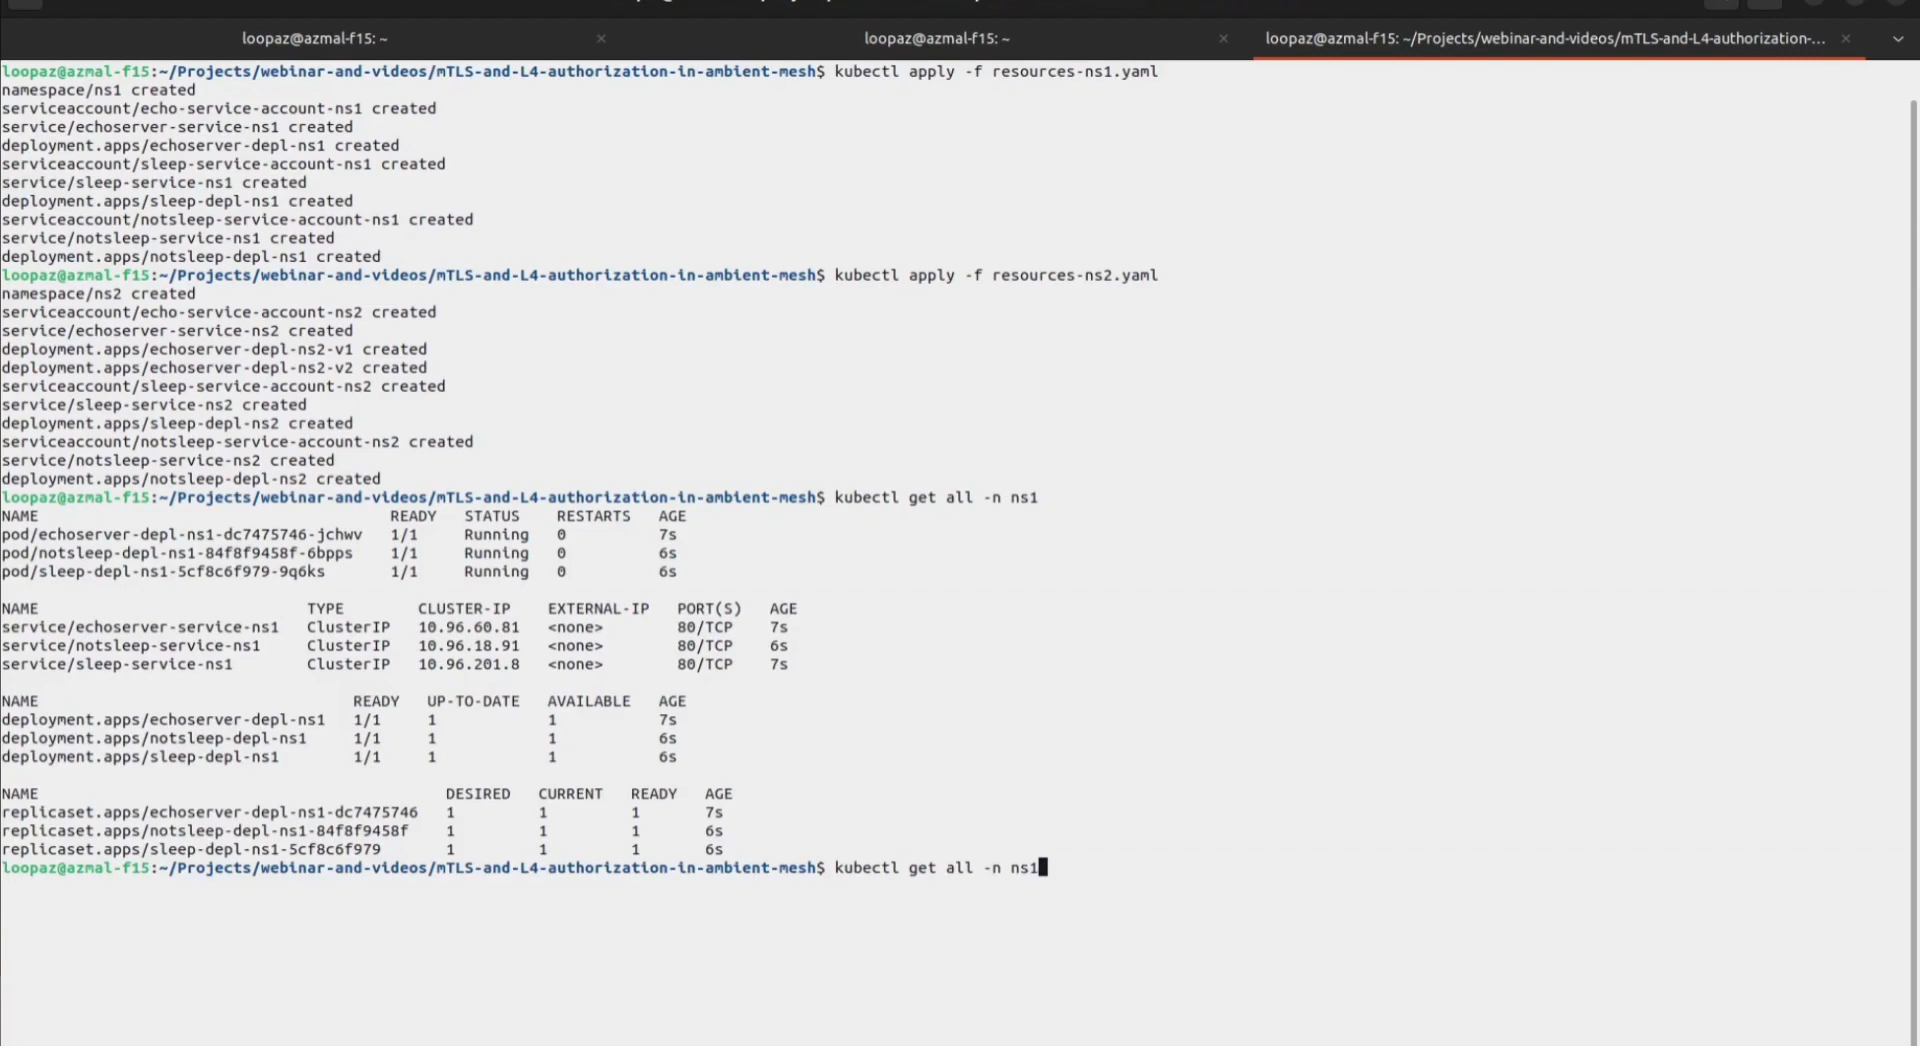 loopaz@azmal-f15: ~
loopaz@azmal-f15: ~
loopaz@azmal-f15: ~/Projects/webinar-and-videos/mTLS-and-L4-authorization-...
loopaz@azmal-f15:~/Projects/webinar-and-videos/mTLS-and-L4-authorization-in-ambient-mesh$ kubectl apply -f resources-ns1.yaml
namespace/ns1 created
serviceaccount/echo-service-account-ns1 created
service/echoserver-service-ns1 created
deployment.apps/echoserver-depl-ns1 created
serviceaccount/sleep-service-account-ns1 created
service/sleep-service-ns1 created
deployment.apps/sleep-depl-ns1 created
serviceaccount/notsleep-service-account-ns1 created
service/notsleep-service-ns1 created
deployment.apps/notsleep-depl-ns1 created
loopaz@azmal-f15:~/Projects/webinar-and-videos/mTLS-and-L4-authorization-in-ambient-mesh$ kubectl apply -f resources-ns2.yaml
namespace/ns2 created
serviceaccount/echo-service-account-ns2 created
service/echoserver-service-ns2 created
deployment.apps/echoserver-depl-ns2-v1 created
deployment.apps/echoserver-depl-ns2-v2 created
serviceaccount/sleep-service-account-ns2 created
service/sleep-service-ns2 created
deployment.apps/sleep-depl-ns2 created
serviceaccount/notsleep-service-account-ns2 created
service/notsleep-service-ns2 created
deployment.apps/notsleep-depl-ns2 created
loopaz@azmal-f15:~/Projects/webinar-and-videos/mTLS-and-L4-authorization-in-ambient-mesh$ kubectl get all -n ns1
NAME READY STATUS RESTARTS AGE
pod/echoserver-depl-ns1-dc7475746-jchwv 1/1 Running 0 7s
pod/notsleep-depl-ns1-84f8f9458f-6bpps 1/1 Running 0 6s
pod/sleep-depl-ns1-5cf8c6f979-9q6ks 1/1 Running 0 6s
NAME TYPE CLUSTER-IP EXTERNAL-IP PORT(S) AGE
service/echoserver-service-ns1 ClusterIP 10.96.60.81 <none> 80/TCP 7s
service/notsleep-service-ns1 ClusterIP 10.96.18.91 <none> 80/TCP 6s
service/sleep-service-ns1 ClusterIP 10.96.201.8 <none> 80/TCP 7s
NAME READY UP-TO-DATE AVAILABLE AGE
deployment.apps/echoserver-depl-ns1 1/1 1 1 7s
deployment.apps/notsleep-depl-ns1 1/1 1 1 6s
deployment.apps/sleep-depl-ns1 1/1 1 1 6s
NAME DESIRED CURRENT READY AGE
replicaset.apps/echoserver-depl-ns1-dc7475746 1 1 1 7s
replicaset.apps/notsleep-depl-ns1-84f8f9458f 1 1 1 6s
replicaset.apps/sleep-depl-ns1-5cf8c6f979 1 1 1 6s
loopaz@azmal-f15:~/Projects/webinar-and-videos/mTLS-and-L4-authorization-in-ambient-mesh$ kubectl get all -n ns1